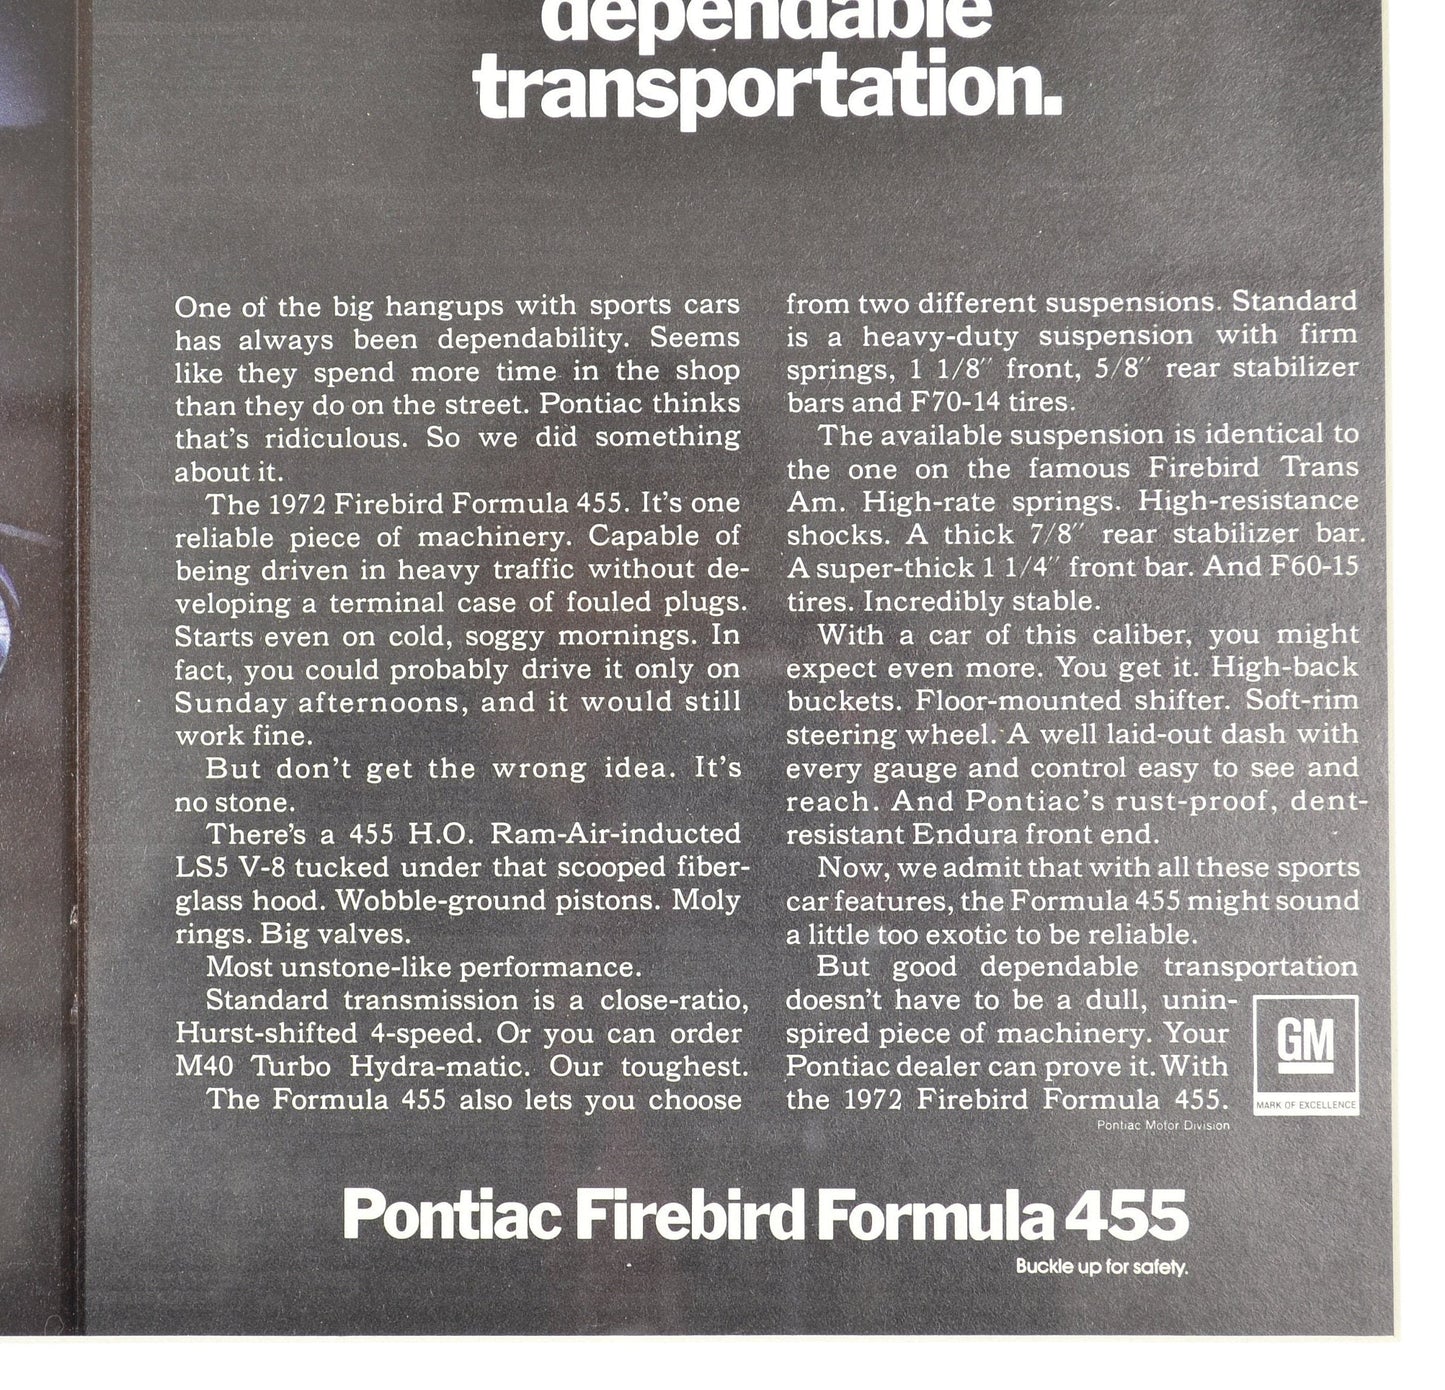 dependable
transportation.
One of the big hangups with sports cars
has always been dependability. Seems
like they spend more time in the shop
than they do on the street. Pontiac thinks
that's ridiculous. So we did something
about it.
The 1972 Firebird Formula 455. It's one
reliable piece of machinery. Capable of
being driven in heavy traffic without de-
veloping a terminal case of fouled plugs.
Starts even on cold, soggy mornings. In
fact, you could probably drive it only on
Sunday afternoons, and it would still
work fine.
But don't get the wrong idea. It's
no stone.
There's a 455 H.O. Ram-Air-inducted
LS5 V-8 tucked under that scooped fiber-
glass hood. Wobble-ground pistons. Moly
rings. Big valves.
Most unstone-like performance.
Standard transmission is a close-ratio,
Hurst-shifted 4-speed. Or you can order
M40 Turbo Hydra-matic. Our toughest.
The Formula 455 also lets you choose
from two different suspensions. Standard
is a heavy-duty suspension with firm
springs, 1 1/8″ front, 5/8″ rear stabilizer
bars and F70-14 tires.
The available suspension is identical to
the one on the famous Firebird Trans
Am. High-rate springs. High-resistance
shocks. A thick 7/8″ rear stabilizer bar.
A super-thick 1 1/4″ front bar. And F60-15
tires. Incredibly stable.
With a car of this caliber, you might
expect even more. You get it. High-back
buckets. Floor-mounted shifter. Soft-rim
steering wheel. A well laid-out dash with
every gauge and control easy to see and
reach. And Pontiac's rust-proof, dent-
resistant Endura front end.
Now, we admit that with all these sports
car features, the Formula 455 might sound
a little too exotic to be reliable.
But good dependable transportation
doesn't have to be a dull, unin-
spired piece of machinery. Your
Pontiac dealer can prove it. With
the 1972 Firebird Formula 455.
Pontiac Motor Division
GM
MARK OF EXCELLENCE
Pontiac Firebird Formula 455
Buckle up for safety.